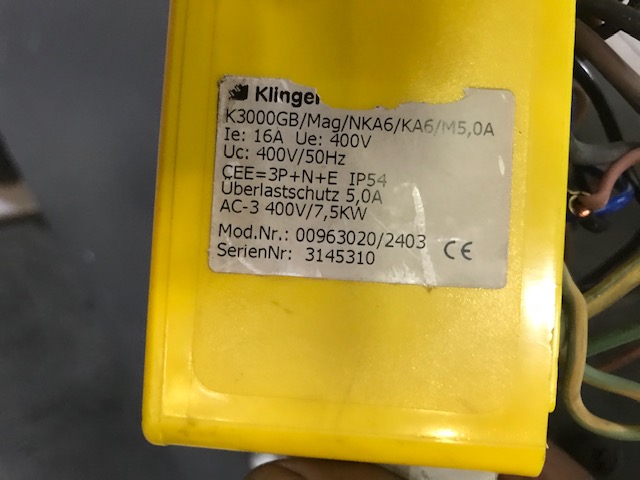 Klinger
K3000GB/Mag/NKA6/KA6/M5,0A
Ie: 16A Ue: 400V
Uc: 400V/50Hz
CEE=3P+N+E IP54
Überlastschutz 5,0A
AC-3 400V/7,5KW
Mod.Nr.: 00963020/2403 CE
SerienNr: 3145310